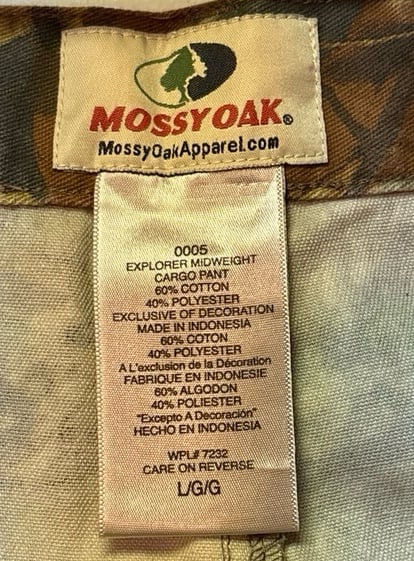 MOSSY OAK®
MossyOakApparel.com
0005
EXPLORER MIDWEIGHT
CARGO PANT
60% COTTON
40% POLYESTER
EXCLUSIVE OF DECORATION
MADE IN INDONESIA
60% COTON
40% POLYESTER
A L'exclusion de la Décoration
FABRIQUE EN INDONESIE
60% ALGODON
40% POLIESTER
"Excepto A Decoración"
HECHO EN INDONESIA
WPL# 7232
CARE ON REVERSE
L/G/G